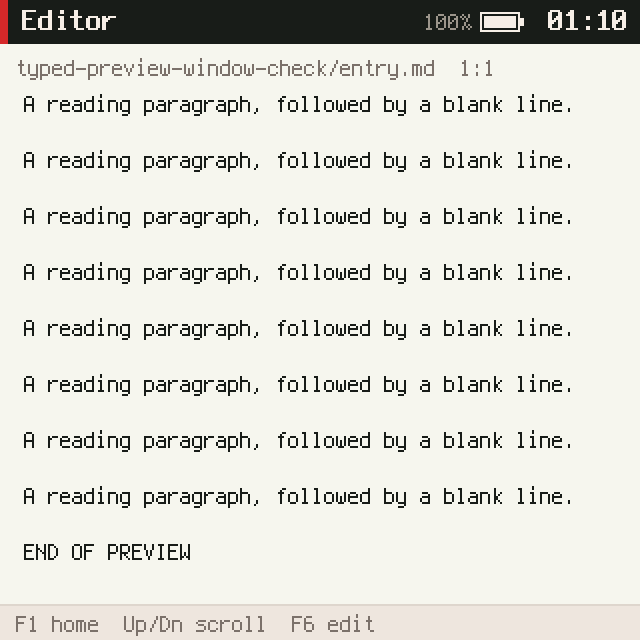 Editor 100% 01:10
typed-preview-window-check/entry.md 1:1
A reading paragraph, followed by a blank line.
A reading paragraph, followed by a blank line.
A reading paragraph, followed by a blank line.
A reading paragraph, followed by a blank line.
A reading paragraph, followed by a blank line.
A reading paragraph, followed by a blank line.
A reading paragraph, followed by a blank line.
A reading paragraph, followed by a blank line.
END OF PREVIEW
F1 home Up/Dn scroll F6 edit